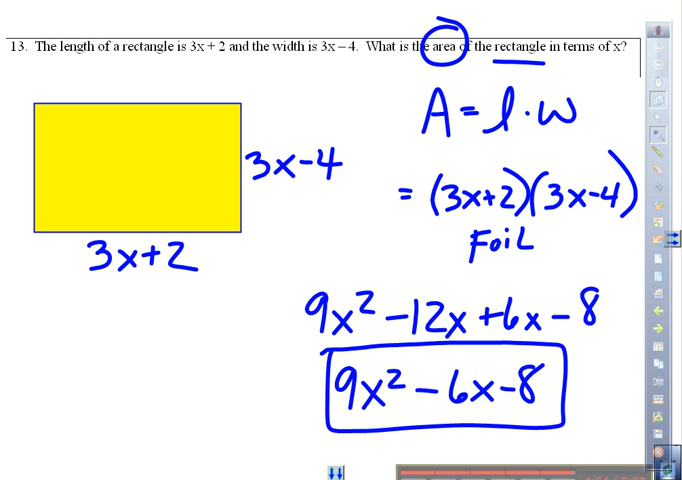 13. The length of a rectangle is 3x + 2 and the width is 3x – 4. What is the area of the rectangle in terms of x?
A = l · w
3x-4
= (3x+2)(3x-4)
FoiL
3x+2
9x² -12x +6x -8
9x² - 6x -8